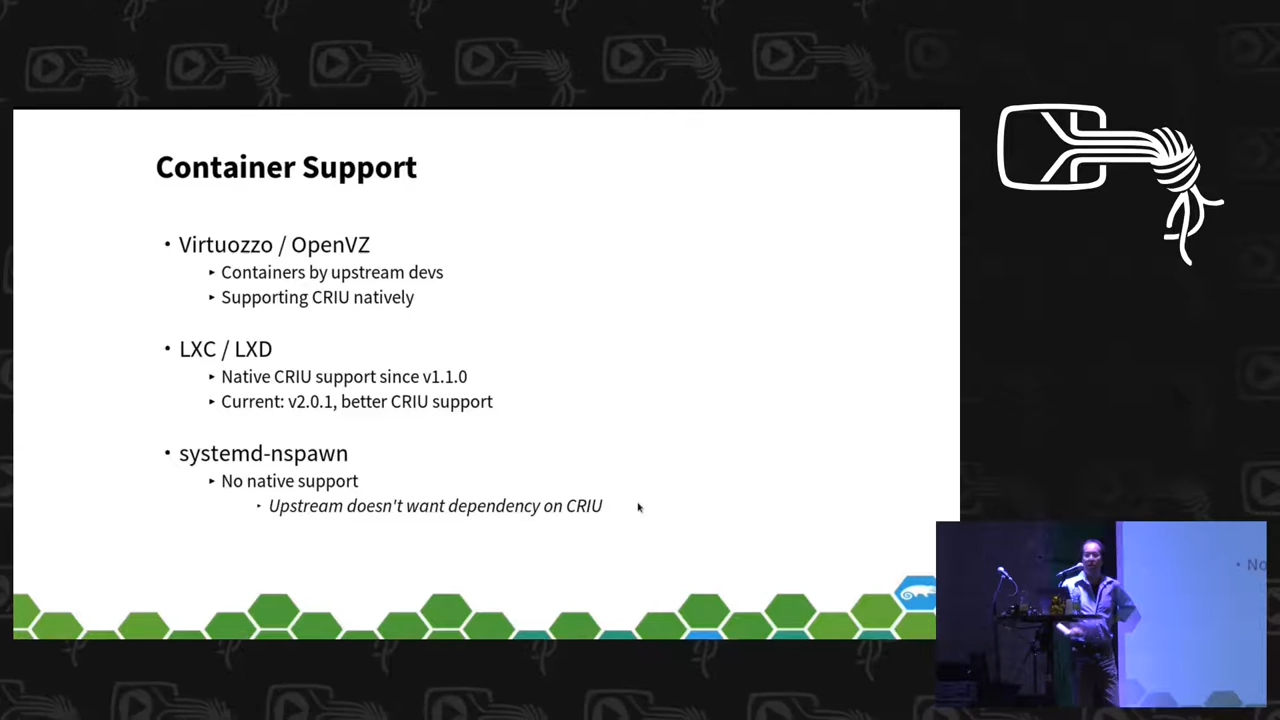 Container Support
• Virtuozzo / OpenVZ
▸ Containers by upstream devs
▸ Supporting CRIU natively
• LXC / LXD
▸ Native CRIU support since v1.1.0
▸ Current: v2.0.1, better CRIU support
• systemd-nspawn
▸ No native support
▸ Upstream doesn't want dependency on CRIU
• No